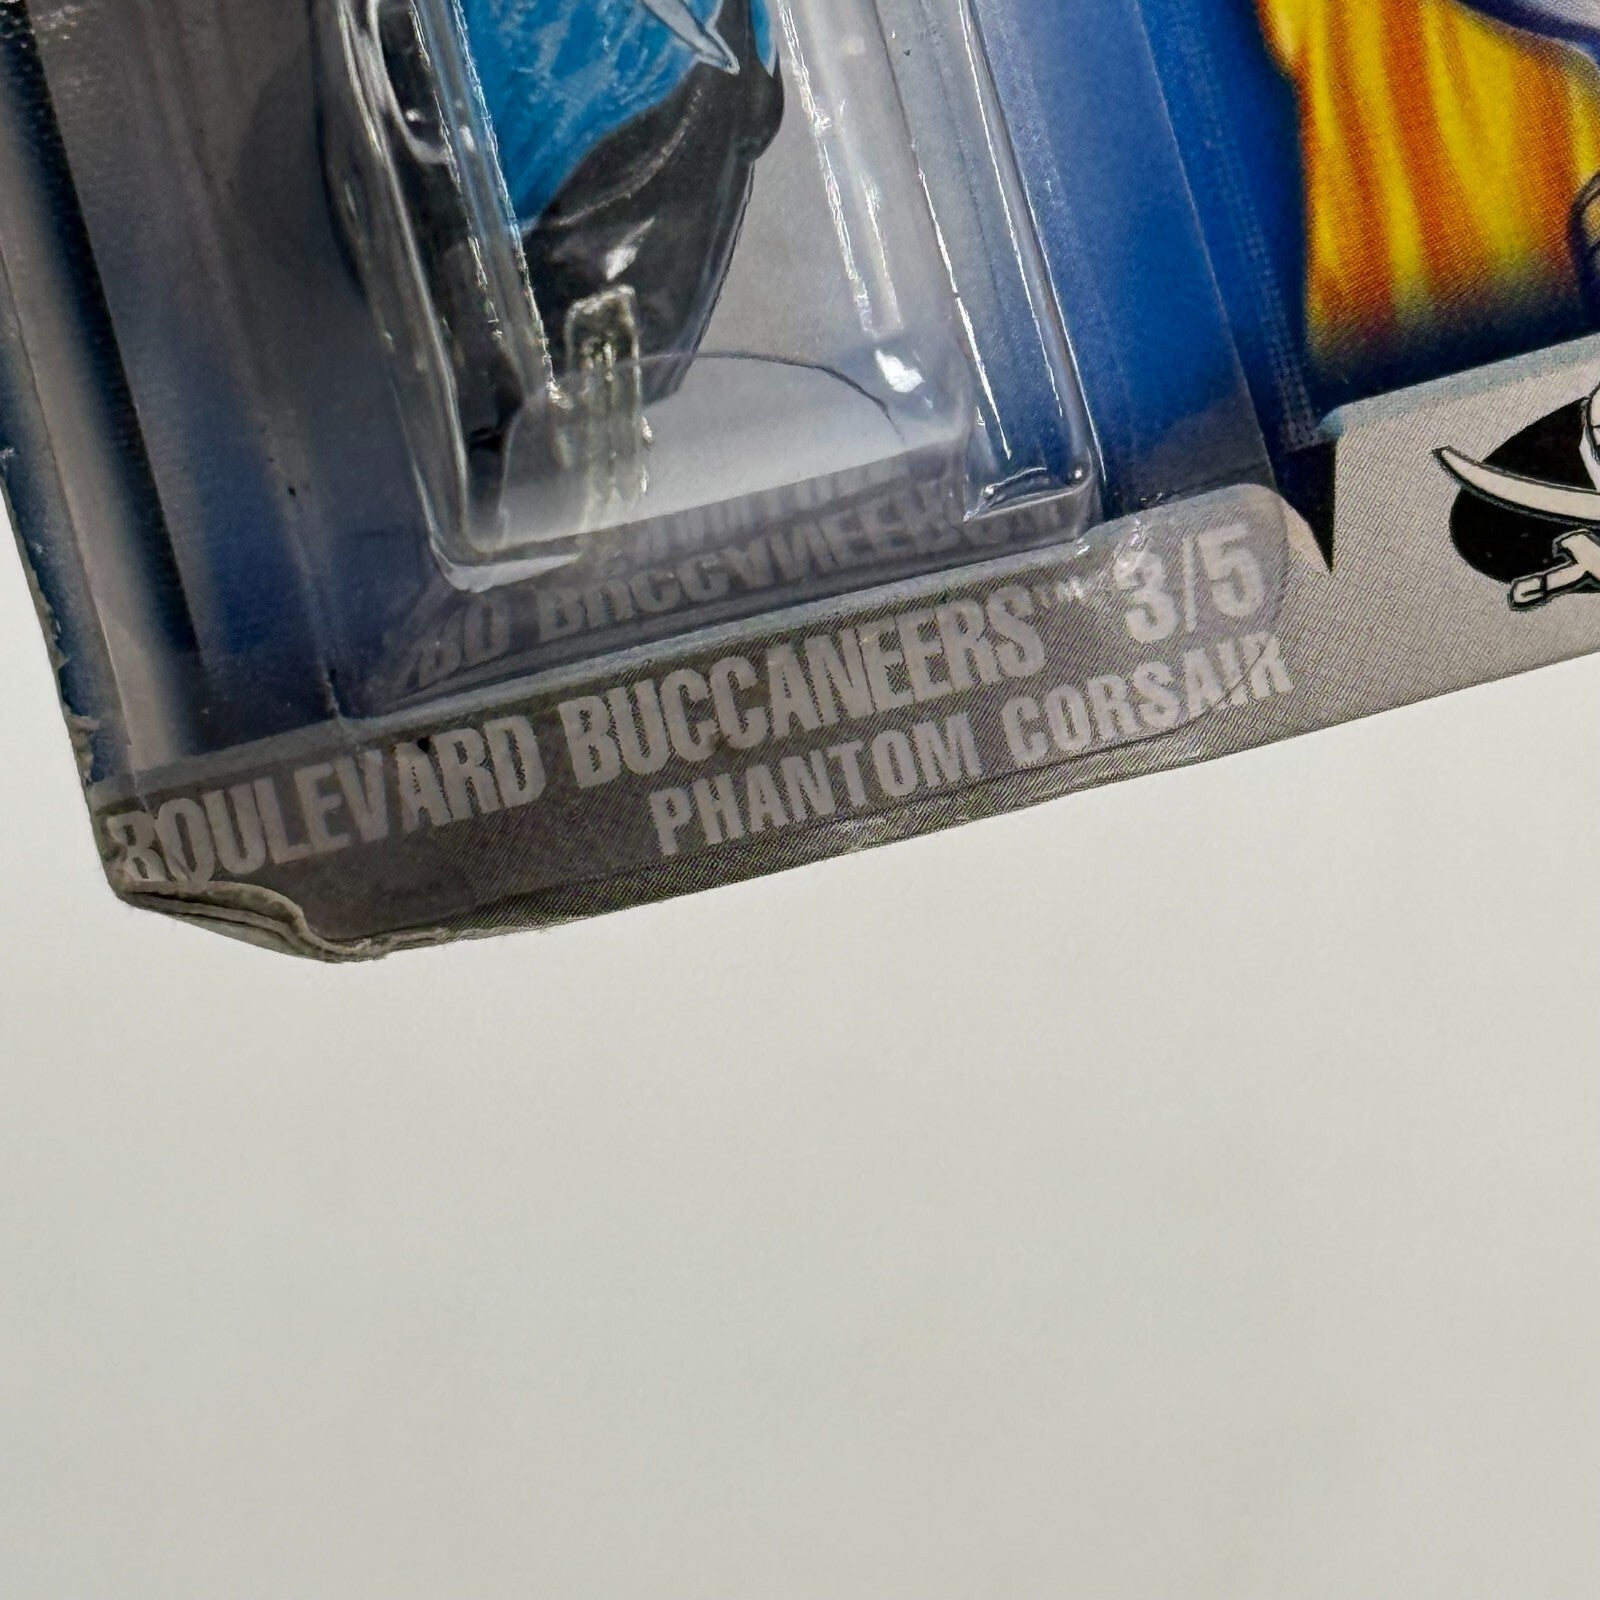 BOULEVARD BUCCANEERS™ 3/5
PHANTOM CORSAIR